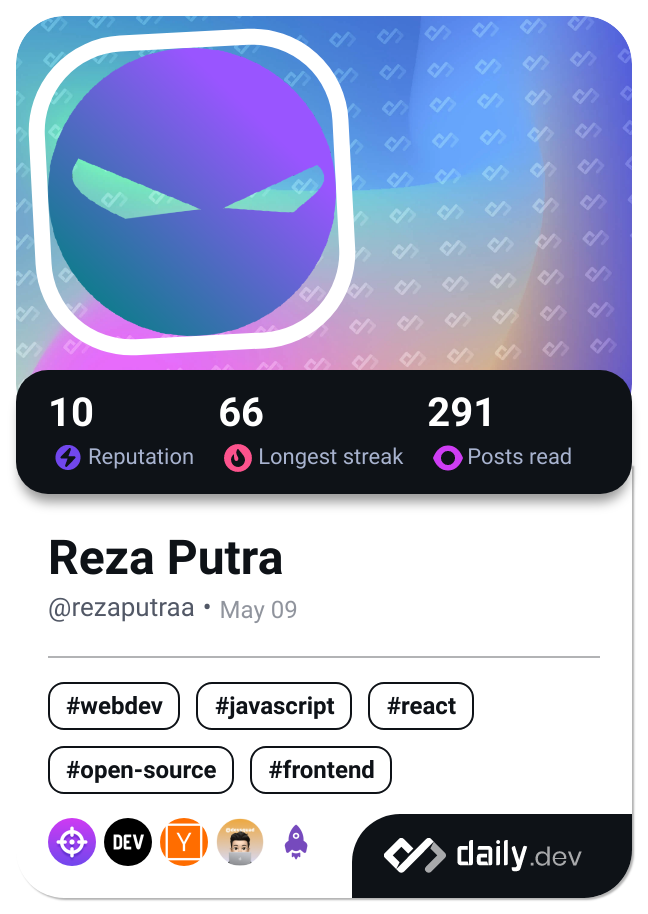 10 66 291
Reputation Longest streak Posts read
Reza Putra
@rezaputraa • May 09
#webdev #javascript #react
#open-source #frontend
DEV Y daily.dev